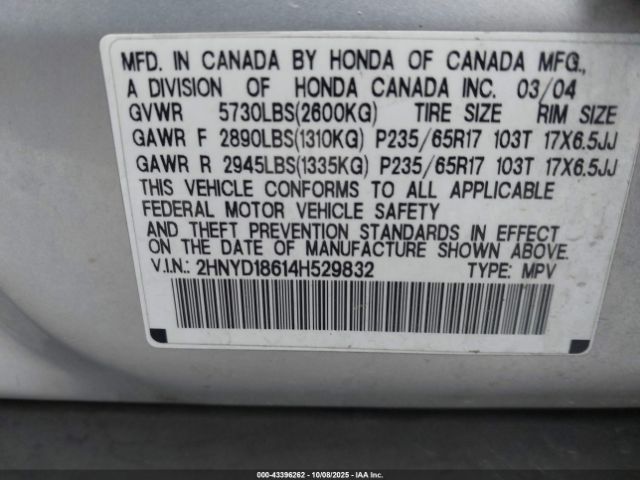 MFD. IN CANADA BY HONDA OF CANADA MFG.,
A DIVISION OF HONDA CANADA INC. 03/04
GVWR 5730LBS(2600KG) TIRE SIZE RIM SIZE
GAWR F 2890LBS(1310KG) P235/65R17 103T 17X6.5JJ
GAWR R 2945LBS(1335KG) P235/65R17 103T 17X6.5JJ
THIS VEHICLE CONFORMS TO ALL APPLICABLE
FEDERAL MOTOR VEHICLE SAFETY
AND THEFT PREVENTION STANDARDS IN EFFECT
ON THE DATE OF MANUFACTURE SHOWN ABOVE.
V.I.N.: 2HNYD18614H529832 TYPE: MPV
000-43396262 | 10/08/2025 - IAA Inc.